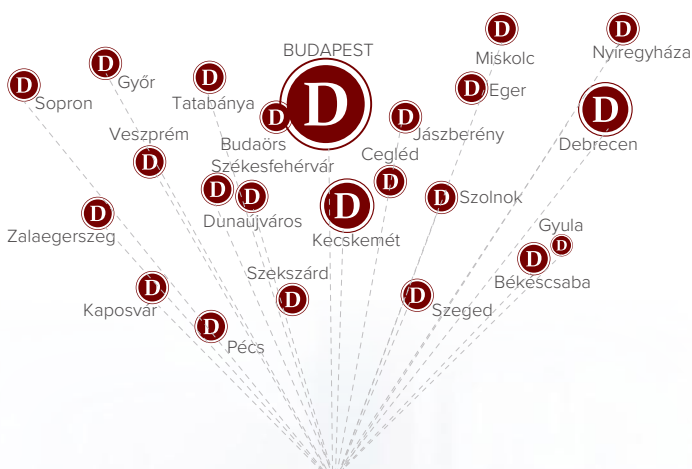 BUDAPEST
D
D
Miskolc
D
Nyíregyháza
D
Győr
D
Sopron
D
Tatabánya
D
Eger
D
Debrecen
D
Budaörs
D
Jászberény
Veszprém
D
Cegléd
D
Székesfehérvár
D
D
Dunaújváros
D
Kecskemét
D
Szolnok
D
Zalaegerszeg
Gyula
D
D
Békéscsaba
Szekszárd
D
D
Kaposvár
D
Szeged
D
Pécs